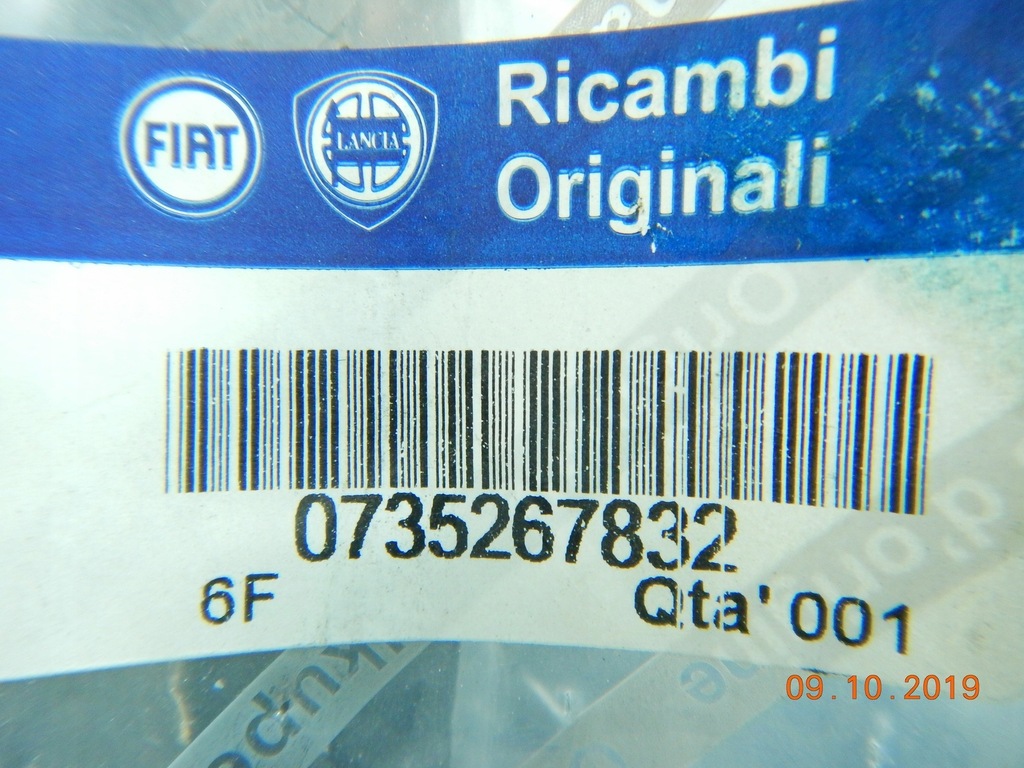 FIAT
LANCIA
Ricambi
Originali
0735267832
6F
Qta' 001
09.10.2019